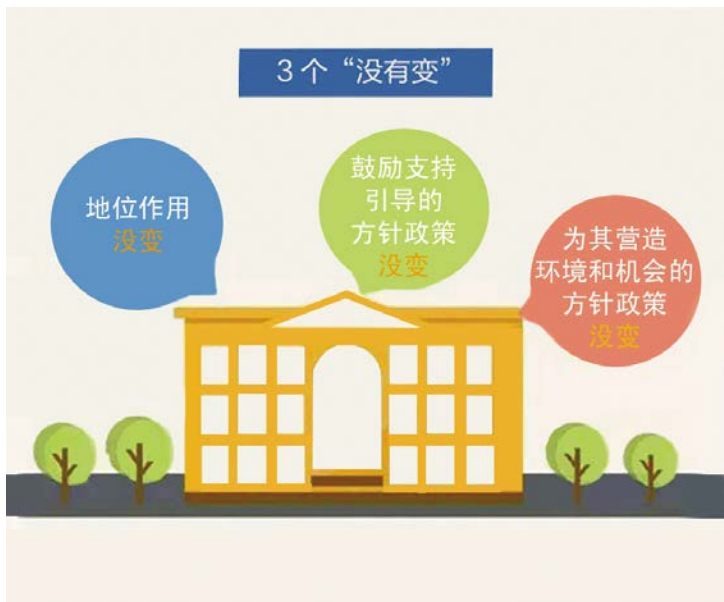 3个“没有变”
地位作用
没变
鼓励支持
引导的
方针政策
没变
为其营造
环境和机会的
方针政策
没变